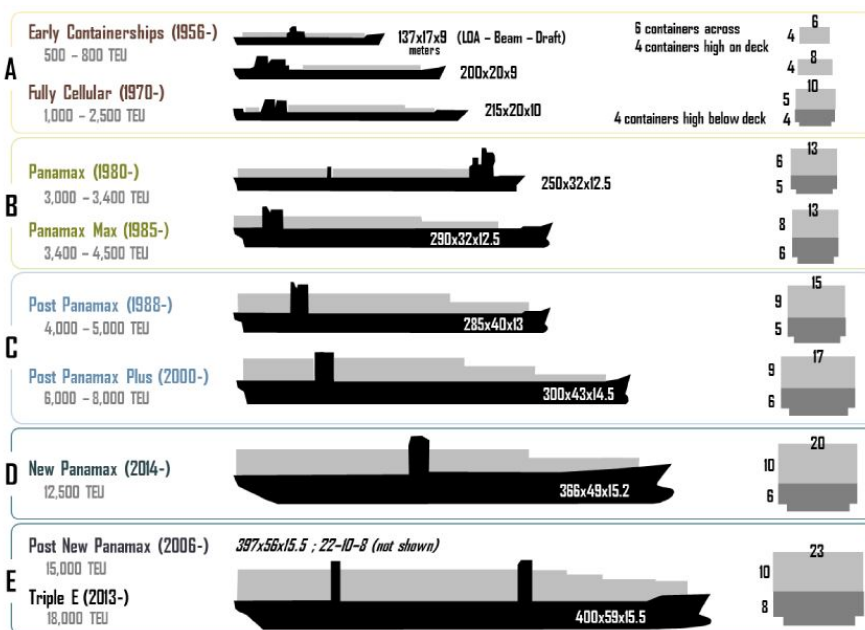 A
Early Containerships (1956-)
500 – 800 TEU
137x17x9 (LOA – Beam – Draft)
meters
6 containers across
4 containers high on deck
6
4
200x20x9
8
4
Fully Cellular (1970-)
1,000 – 2,500 TEU
215x20x10
4 containers high below deck
10
5
4
B
Panamax (1980-)
3,000 – 3,400 TEU
250x32x12.5
13
6
5
Panamax Max (1985-)
3,400 – 4,500 TEU
290x32x12.5
13
8
6
C
Post Panamax (1988-)
4,000 – 5,000 TEU
285x40x13
15
9
5
Post Panamax Plus (2000-)
6,000 – 8,000 TEU
300x43x14.5
17
9
6
D
New Panamax (2014-)
12,500 TEU
366x49x15.2
20
10
6
E
Post New Panamax (2006-)
15,000 TEU
397x56x15.5 ; 22-10-8 (not shown)
Triple E (2013-)
18,000 TEU
400x59x15.5
23
10
8